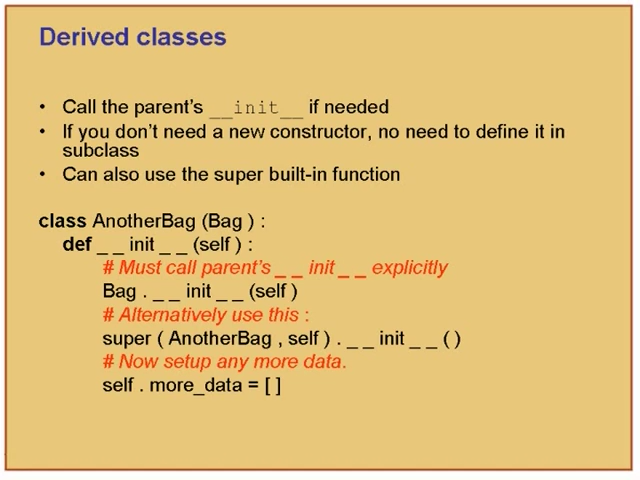 Derived classes
• Call the parent's __init__ if needed
• If you don't need a new constructor, no need to define it in
subclass
• Can also use the super built-in function
class AnotherBag (Bag ) :
def _ _ init _ _ (self ) :
# Must call parent's _ _ init _ _ explicitly
Bag . _ _ init _ _ (self )
# Alternatively use this :
super ( AnotherBag , self ) . _ _ init _ _ ( )
# Now setup any more data.
self . more_data = [ ]